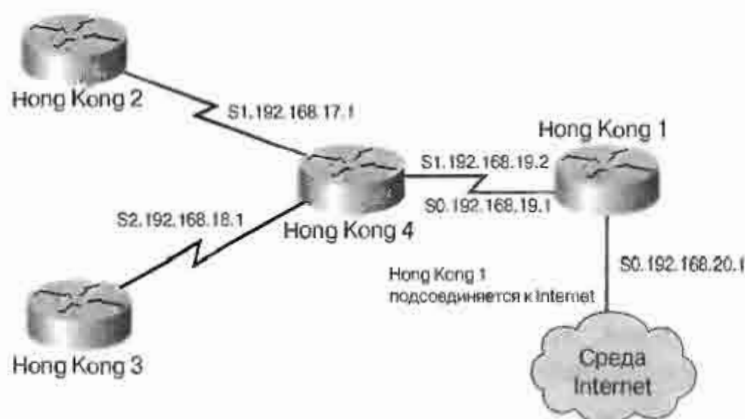 Hong Kong 2
S1.192.168.17.1
Hong Kong 1
S1.192.168.19.2
S0.192.168.19.1
S2.192.168.18.1
Hong Kong 4
S0.192.168.20.1
Hong Kong 1
подсоединяется к Internet
Hong Kong 3
Среда
Internet